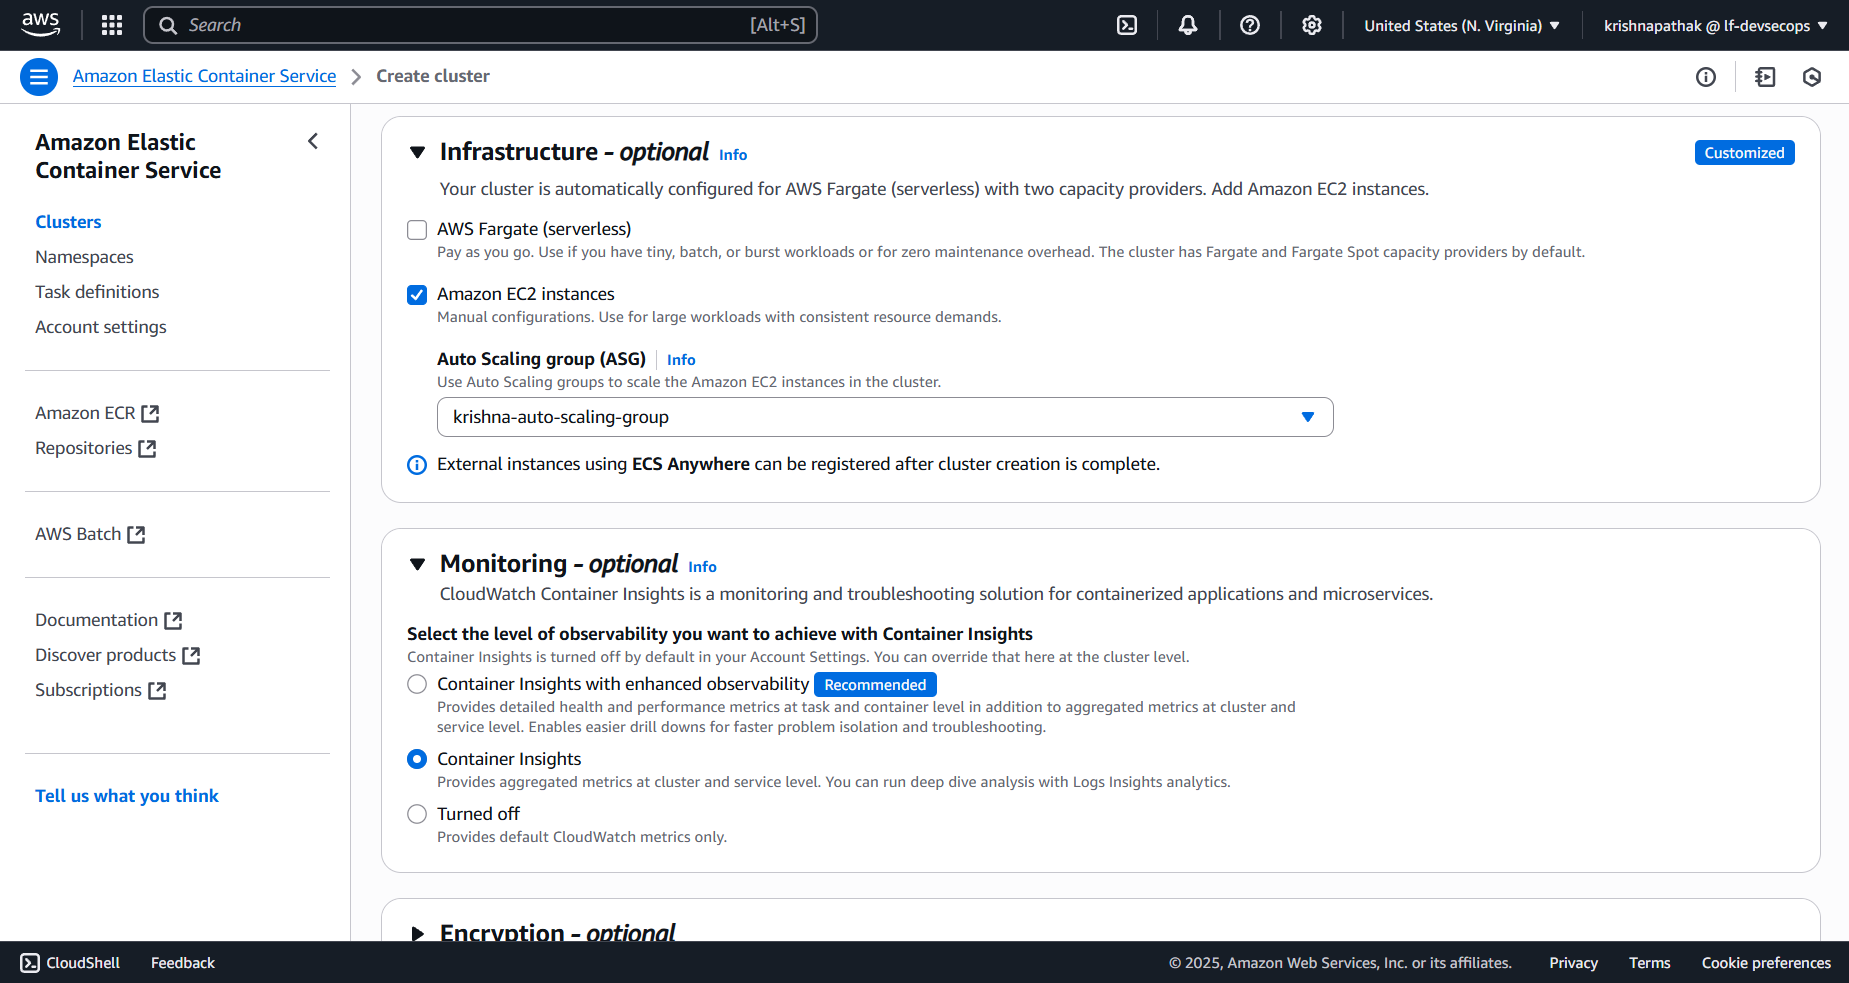 aws
Search
[Alt+S]
United States (N. Virginia)
krishnapathak @ lf-devsecops
Amazon Elastic Container Service
Create cluster
Amazon Elastic
Container Service
Clusters
Namespaces
Task definitions
Account settings
Amazon ECR
Repositories
AWS Batch
Documentation
Discover products
Subscriptions
Tell us what you think
Infrastructure - optional Info
Customized
Your cluster is automatically configured for AWS Fargate (serverless) with two capacity providers. Add Amazon EC2 instances.
AWS Fargate (serverless)
Pay as you go. Use if you have tiny, batch, or burst workloads or for zero maintenance overhead. The cluster has Fargate and Fargate Spot capacity providers by default.
Amazon EC2 instances
Manual configurations. Use for large workloads with consistent resource demands.
Auto Scaling group (ASG) Info
Use Auto Scaling groups to scale the Amazon EC2 instances in the cluster.
krishna-auto-scaling-group
External instances using ECS Anywhere can be registered after cluster creation is complete.
Monitoring - optional Info
CloudWatch Container Insights is a monitoring and troubleshooting solution for containerized applications and microservices.
Select the level of observability you want to achieve with Container Insights
Container Insights is turned off by default in your Account Settings. You can override that here at the cluster level.
Container Insights with enhanced observability Recommended
Provides detailed health and performance metrics at task and container level in addition to aggregated metrics at cluster and
service level. Enables easier drill downs for faster problem isolation and troubleshooting.
Container Insights
Provides aggregated metrics at cluster and service level. You can run deep dive analysis with Logs Insights analytics.
Turned off
Provides default CloudWatch metrics only.
Encryption - optional
CloudShell
Feedback
© 2025, Amazon Web Services, Inc. or its affiliates.
Privacy
Terms
Cookie preferences